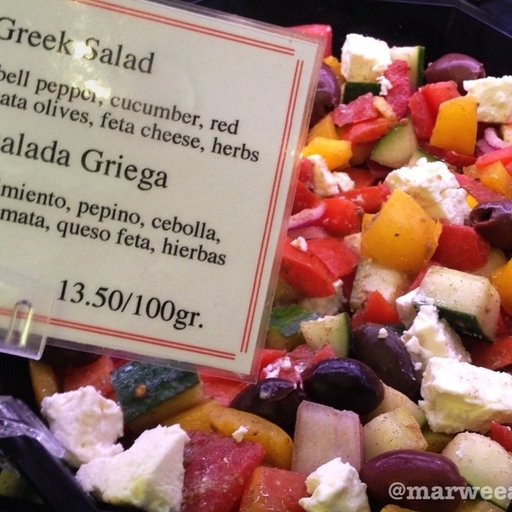 Greek Salad
bell pepper, cucumber, red
ata olives, feta cheese, herbs
alada Griega
miento, pepino, cebolla,
mata, queso feta, hierbas
13.50/100gr.
@marweea